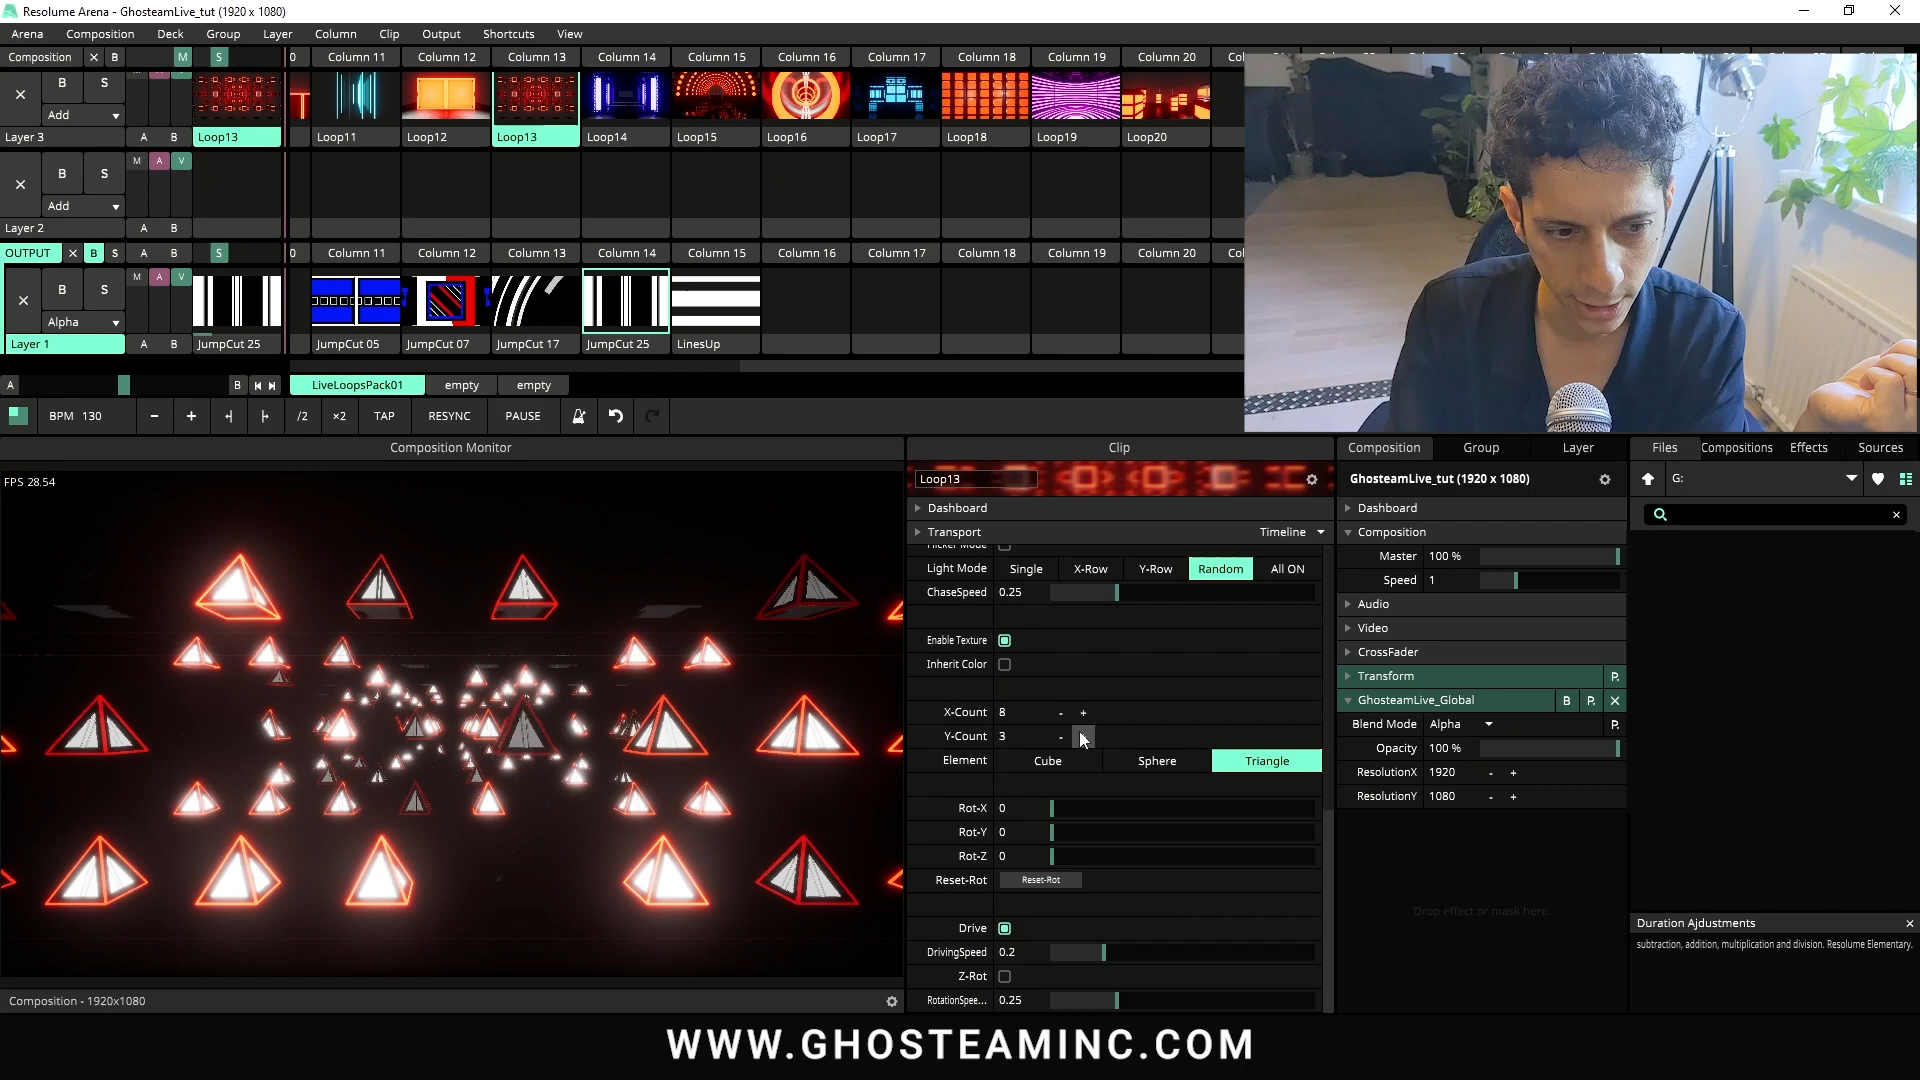 Resolume Arena - GhosteamLive_tut (1920 x 1080)
Arena Composition Deck Group Layer Column Clip Output Shortcuts View
Composition B M S 0 Column 11 Column 12 Column 13 Column 14 Column 15 Column 16 Column 17 Column 18 Column 19 Column 20 Col
B S
Add
Layer 3 A B Loop13 Loop11 Loop12 Loop13 Loop14 Loop15 Loop16 Loop17 Loop18 Loop19 Loop20
M A V
B S
Add
Layer 2 A B
OUTPUT B S A B S 0 Column 11 Column 12 Column 13 Column 14 Column 15 Column 16 Column 17 Column 18 Column 19 Column 20 Col
M A V
B S
Alpha
Layer 1 A B JumpCut 25 JumpCut 05 JumpCut 07 JumpCut 17 JumpCut 25 LinesUp
A B LiveLoopsPack01 empty empty
BPM 130 - + /2 ×2 TAP RESYNC PAUSE
Composition Monitor
FPS 28.54
Composition - 1920x1080
Clip
Loop13
Dashboard
Transport Timeline
Light Mode Single X-Row Y-Row Random All ON
ChaseSpeed 0.25
Enable Texture
Inherit Color
X-Count 8 - +
Y-Count 3 -
Element Cube Sphere Triangle
Rot-X 0
Rot-Y 0
Rot-Z 0
Reset-Rot Reset-Rot
Drive
DrivingSpeed 0.2
Z-Rot
RotationSpee... 0.25
Composition Group Layer
GhosteamLive_tut (1920 x 1080)
Dashboard
Composition
Master 100 %
Speed 1
Audio
Video
CrossFader
Transform P.
GhosteamLive_Global B P.
Blend Mode Alpha P.
Opacity 100 %
ResolutionX 1920 - +
ResolutionY 1080 - +
Drop effect or mask here.
Files Compositions Effects Sources
G:
Duration Ajdustments
subtraction, addition, multiplication and division. Resolume Elementary.
WWW.GHOSTEAMINC.COM